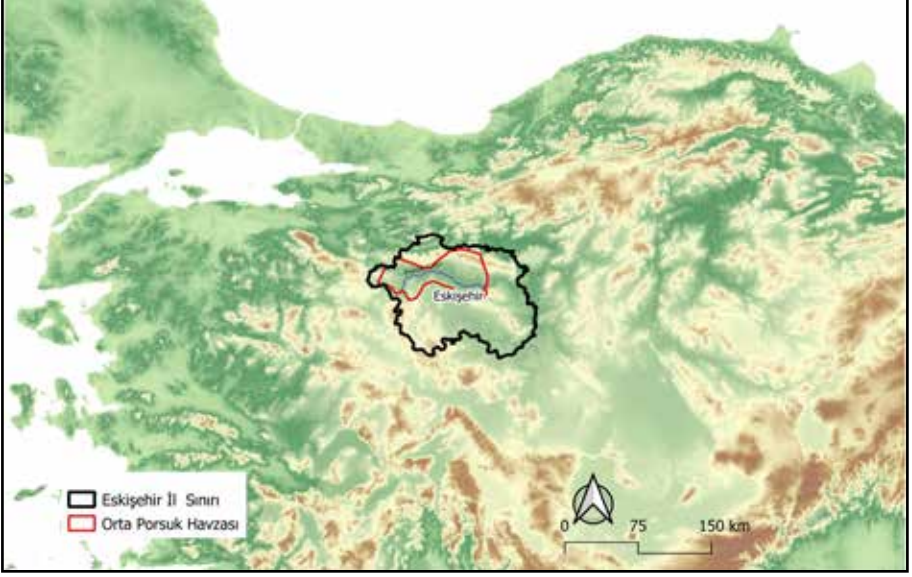 Eskişehir
Eskişehir İl Sınırı
Orta Porsuk Havzası
0 75 150 km